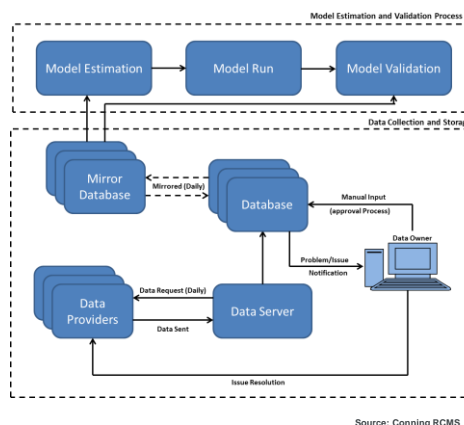 Model Estimation and Validation Process
Model Estimation
Model Run
Model Validation
Data Collection and Storag
Mirror
Database
Mirrored (Daily)
Database
Manual Input
(approval Process)
Data Owner
Problem/Issue
Notification
Data Request (Daily)
Data
Providers
Data Sent
Data Server
Issue Resolution
Source: Conning RCMS